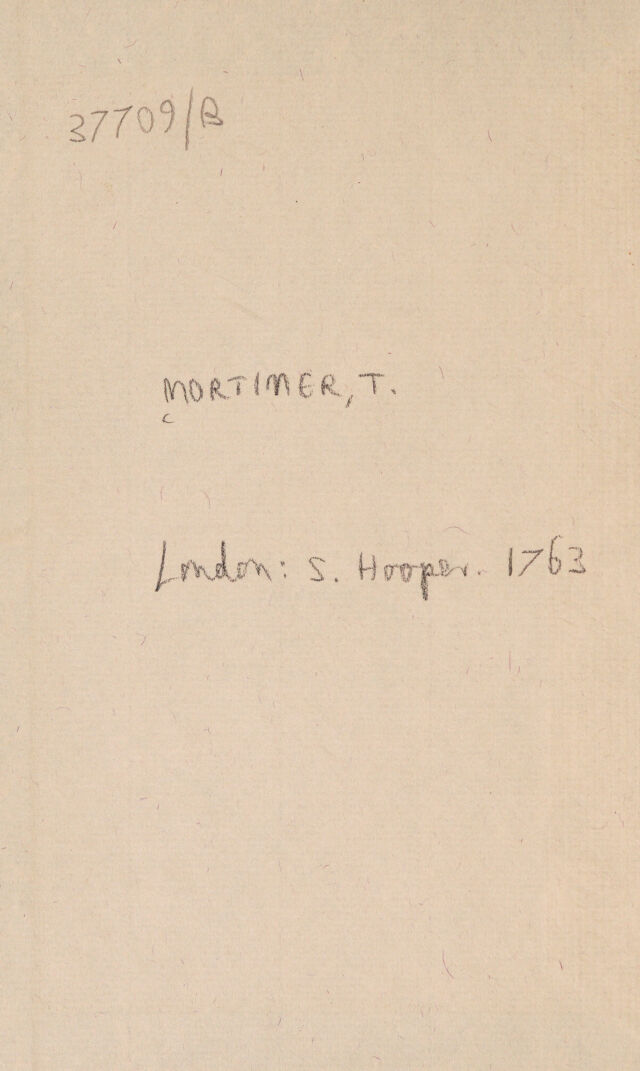 37709/B
MORTIMER, T.
London: S. Hooper. 1763